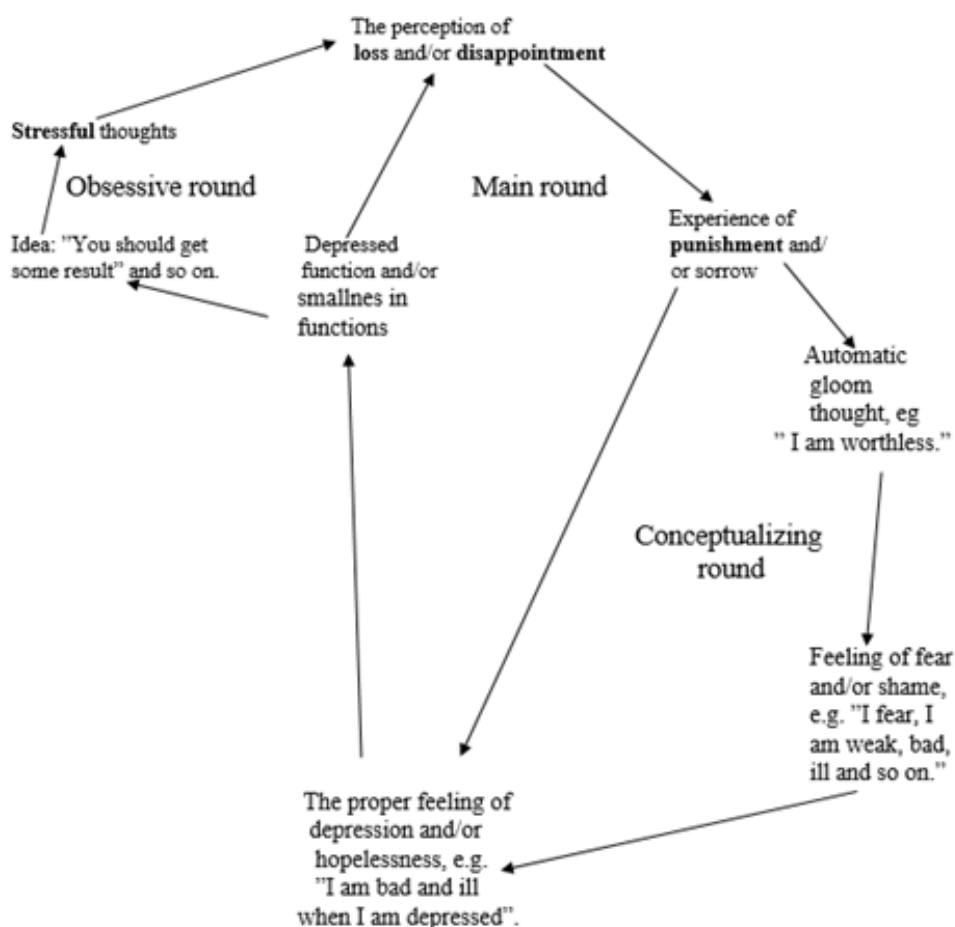 The perception of
loss and/or disappointment
Stressful thoughts
Obsessive round
Main round
Idea: ”You should get
some result” and so on.
Depressed
function and/or
smallnes in
functions
Experience of
punishment and/
or sorrow
Automatic
gloom
thought, eg
” I am worthless.”
Conceptualizing
round
Feeling of fear
and/or shame,
e.g. ”I fear, I
am weak, bad,
ill and so on.”
The proper feeling of
depression and/or
hopelessness, e.g.
”I am bad and ill
when I am depressed”.